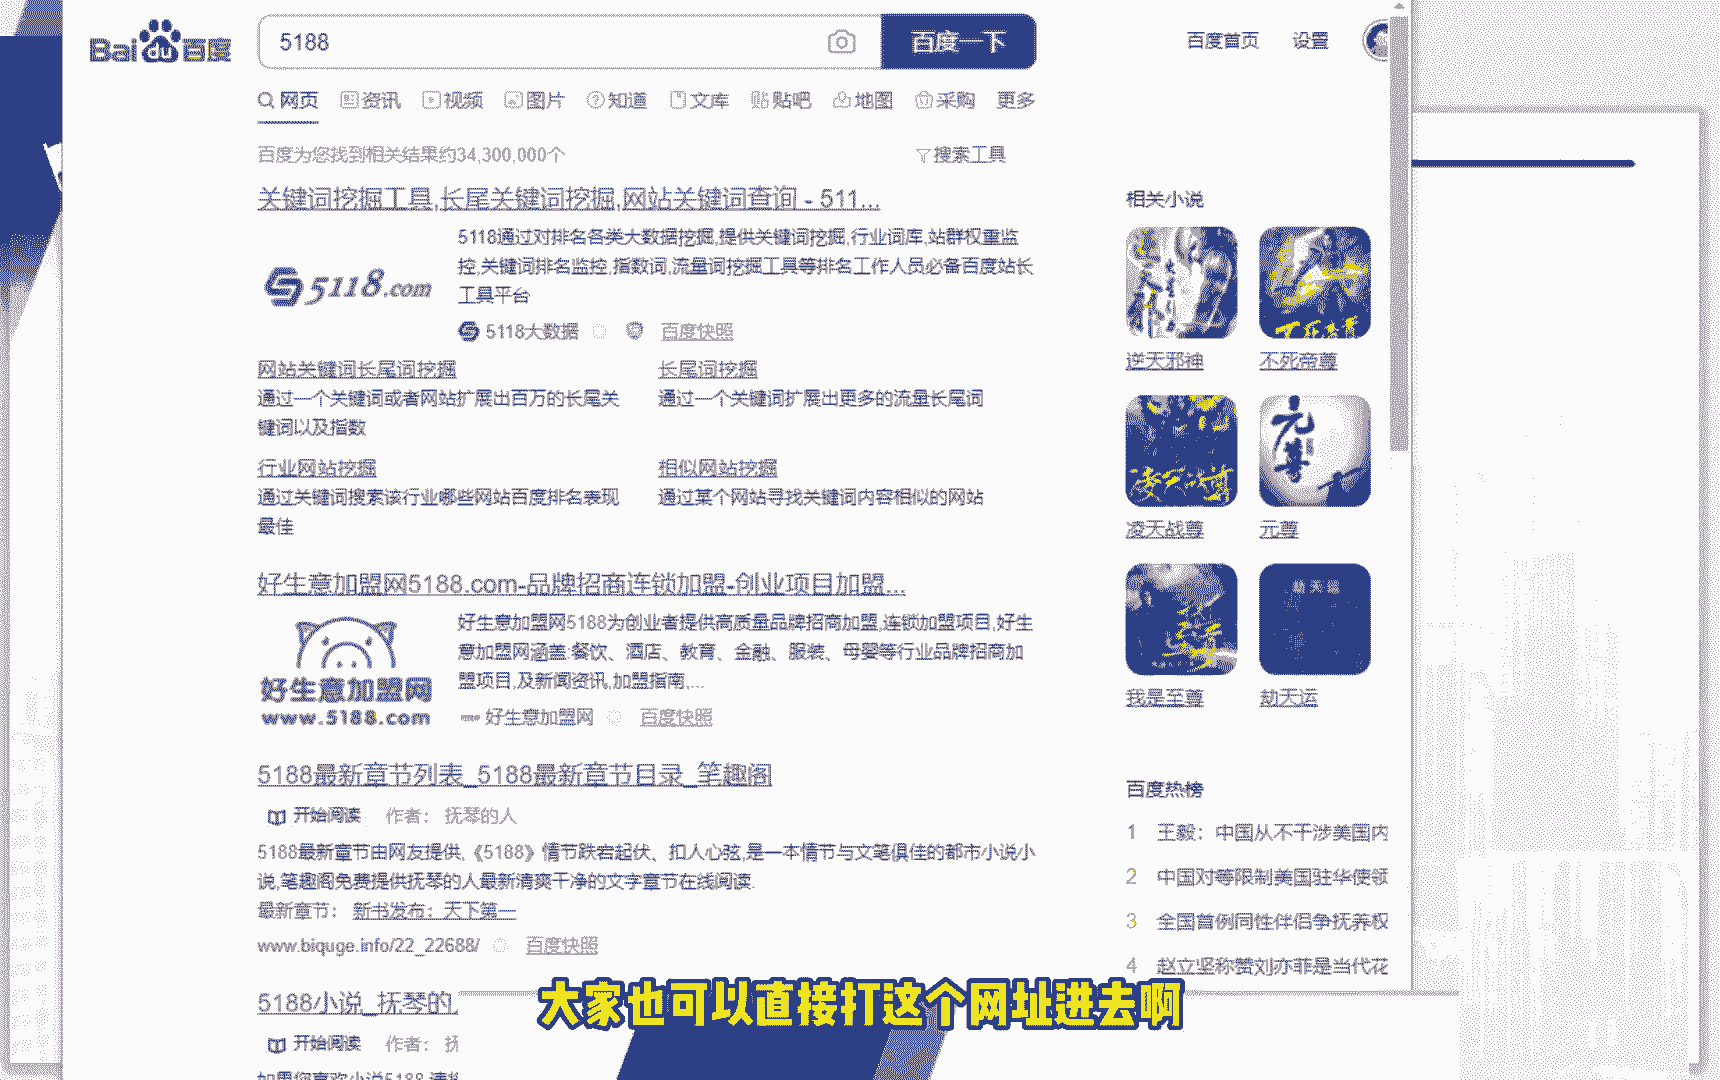 Bai du 百度
5188
百度一下
百度首页 设置
网页 资讯 视频 图片 知道 文库 贴吧 地图 采购 更多
百度为您找到相关结果约34,300,000个
搜索工具
关键词挖掘工具,长尾关键词挖掘,网站关键词查询 - 511...
5118.com
5118通过对排名各类大数据挖掘,提供关键词挖掘,行业词库,站群权重监
控,关键词排名监控,指数词,流量词挖掘工具等排名工作人员必备百度站长
工具平台
5118大数据 百度快照
网站关键词长尾词挖掘
通过一个关键词或者网站扩展出百万的长尾关
键词以及指数
长尾词挖掘
通过一个关键词扩展出更多的流量长尾词
行业网站挖掘
通过关键词搜索该行业哪些网站百度排名表现
最佳
相似网站挖掘
通过某个网站寻找关键词内容相似的网站
好生意加盟网5188.com-品牌招商连锁加盟-创业项目加盟...
好生意加盟网
www.5188.com
好生意加盟网5188为创业者提供高质量品牌招商加盟,连锁加盟项目,好生
意加盟网涵盖:餐饮、酒店、教育、金融、服装、母婴等行业品牌招商加
盟项目,及新闻资讯,加盟指南,...
好生意加盟网 百度快照
5188最新章节列表_5188最新章节目录_笔趣阁
开始阅读 作者： 抚琴的人
5188最新章节由网友提供,《5188》情节跌宕起伏、扣人心弦,是一本情节与文笔俱佳的都市小说小
说,笔趣阁免费提供抚琴的人最新清爽干净的文字章节在线阅读.
最新章节： 新书发布：天下第一
www.biquge.info/22_22688/ 百度快照
5188小说_抚琴的
开始阅读 作者：
相关小说
逆天邪神 不死帝尊
凌天战尊 元尊
元尊
我是至尊 劫天运
百度热榜
1 王毅：中国从不干涉美国内
2 中国对等限制美国驻华使领
3 全国首例同性伴侣争抚养权
4 赵立坚称赞刘亦菲是当代花
大家也可以直接打这个网址进去啊